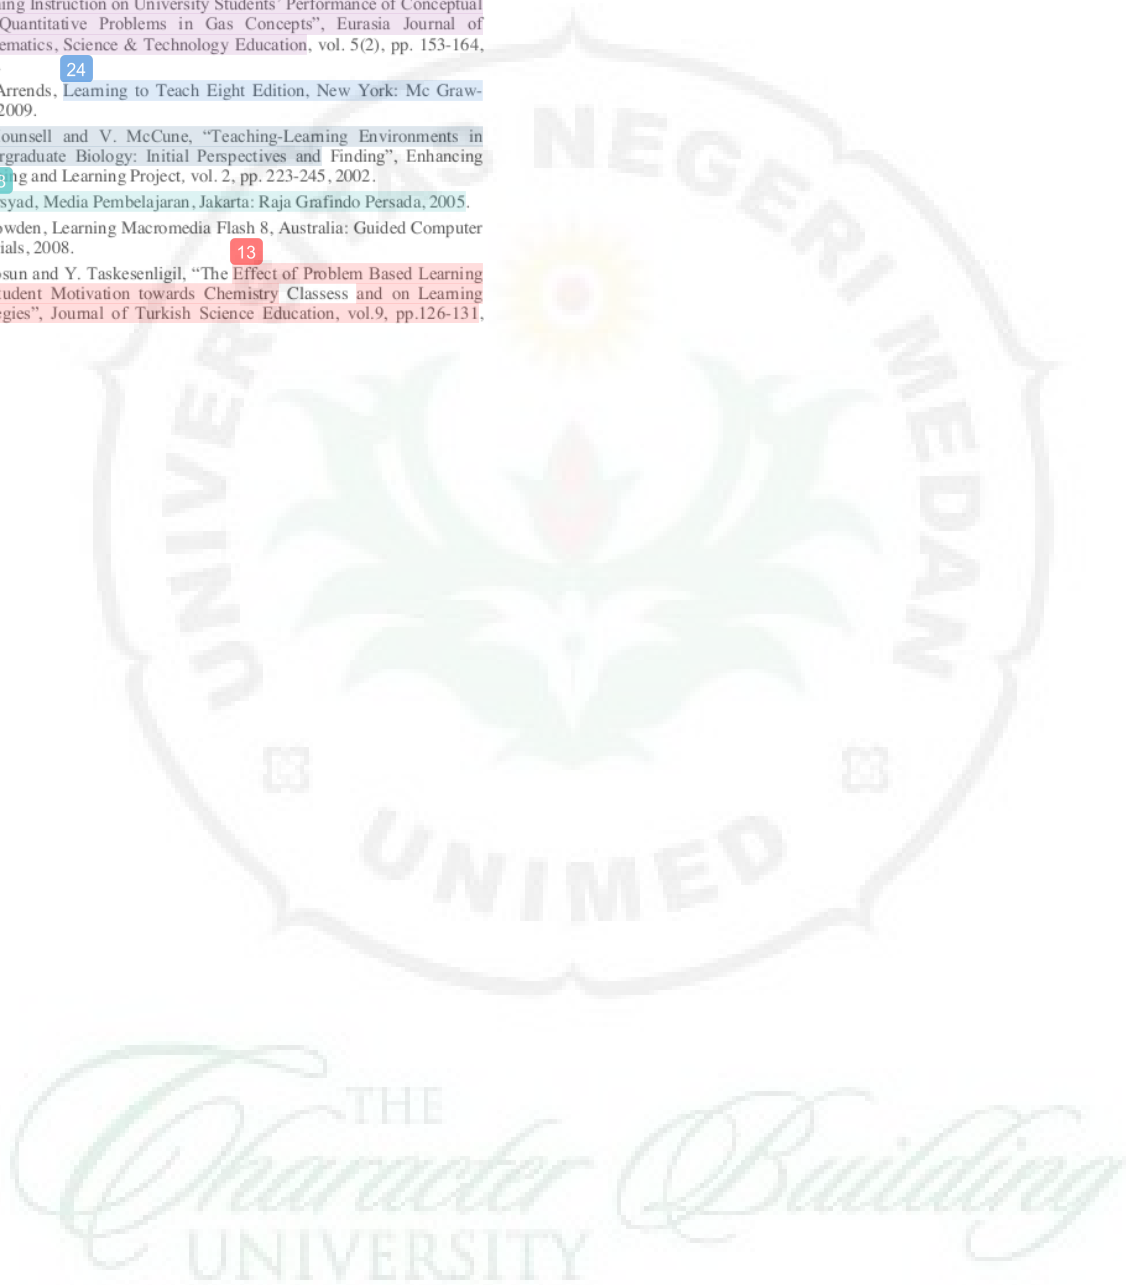 ing Instruction on University Students' Performance of Conceptual
Quantitative Problems in Gas Concepts", Eurasia Journal of
ematics, Science & Technology Education, vol. 5(2), pp. 153-164,
24
Arrends, Learning to Teach Eight Edition, New York: Mc Graw-
2009.
ounsell and V. McCune, "Teaching-Learning Environments in
rgraduate Biology: Initial Perspectives and Finding", Enhancing
ng and Learning Project, vol. 2, pp. 223-245, 2002.
syad, Media Pembelajaran, Jakarta: Raja Grafindo Persada, 2005.
owden, Learning Macromedia Flash 8, Australia: Guided Computer
ials, 2008.
13
osun and Y. Taskesenligil, "The Effect of Problem Based Learning
tudent Motivation towards Chemistry Classess and on Learning
egies", Journal of Turkish Science Education, vol.9, pp.126-131,
UNIVERSITAS NEGERI MEDAN
UNIMED
THE
Character Building
UNIVERSITY